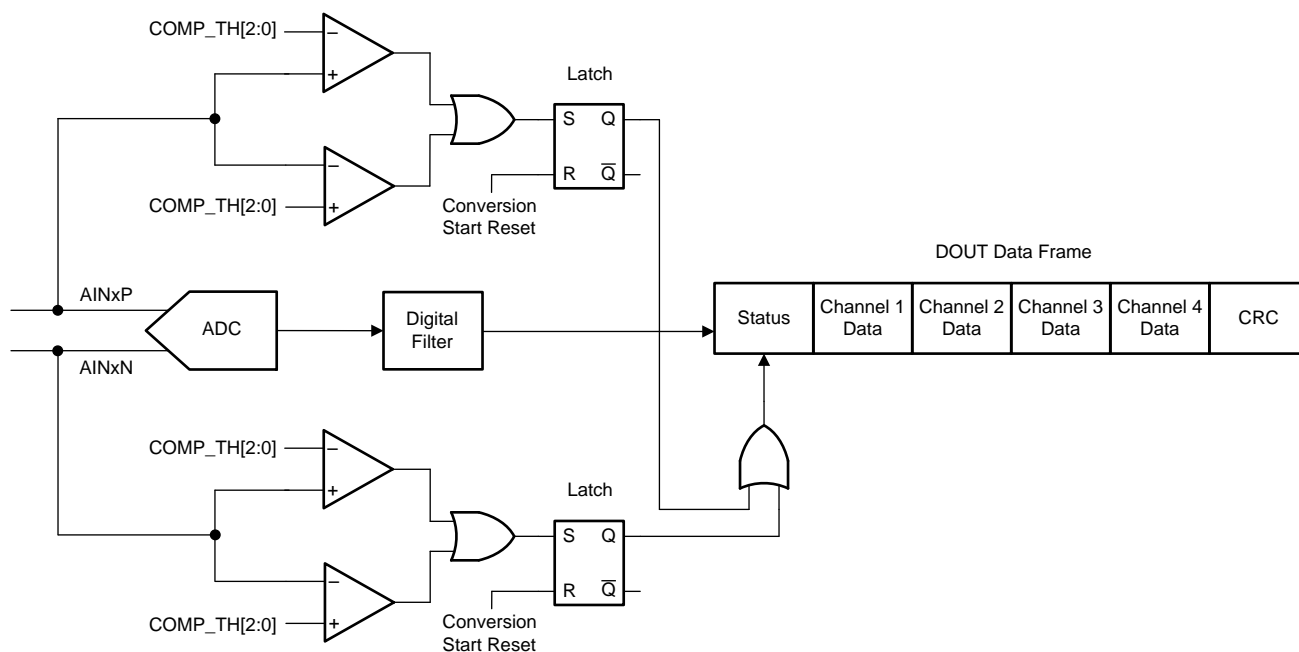 COMP_TH[2:0]
−
+
−
+
COMP_TH[2:0]
Latch
S Q
R Q̅
Conversion
Start Reset
AINxP
AINxN
ADC
Digital
Filter
DOUT Data Frame
Status
Channel 1
Data
Channel 2
Data
Channel 3
Data
Channel 4
Data
CRC
COMP_TH[2:0]
−
+
−
+
COMP_TH[2:0]
Latch
S Q
R Q̅
Conversion
Start Reset